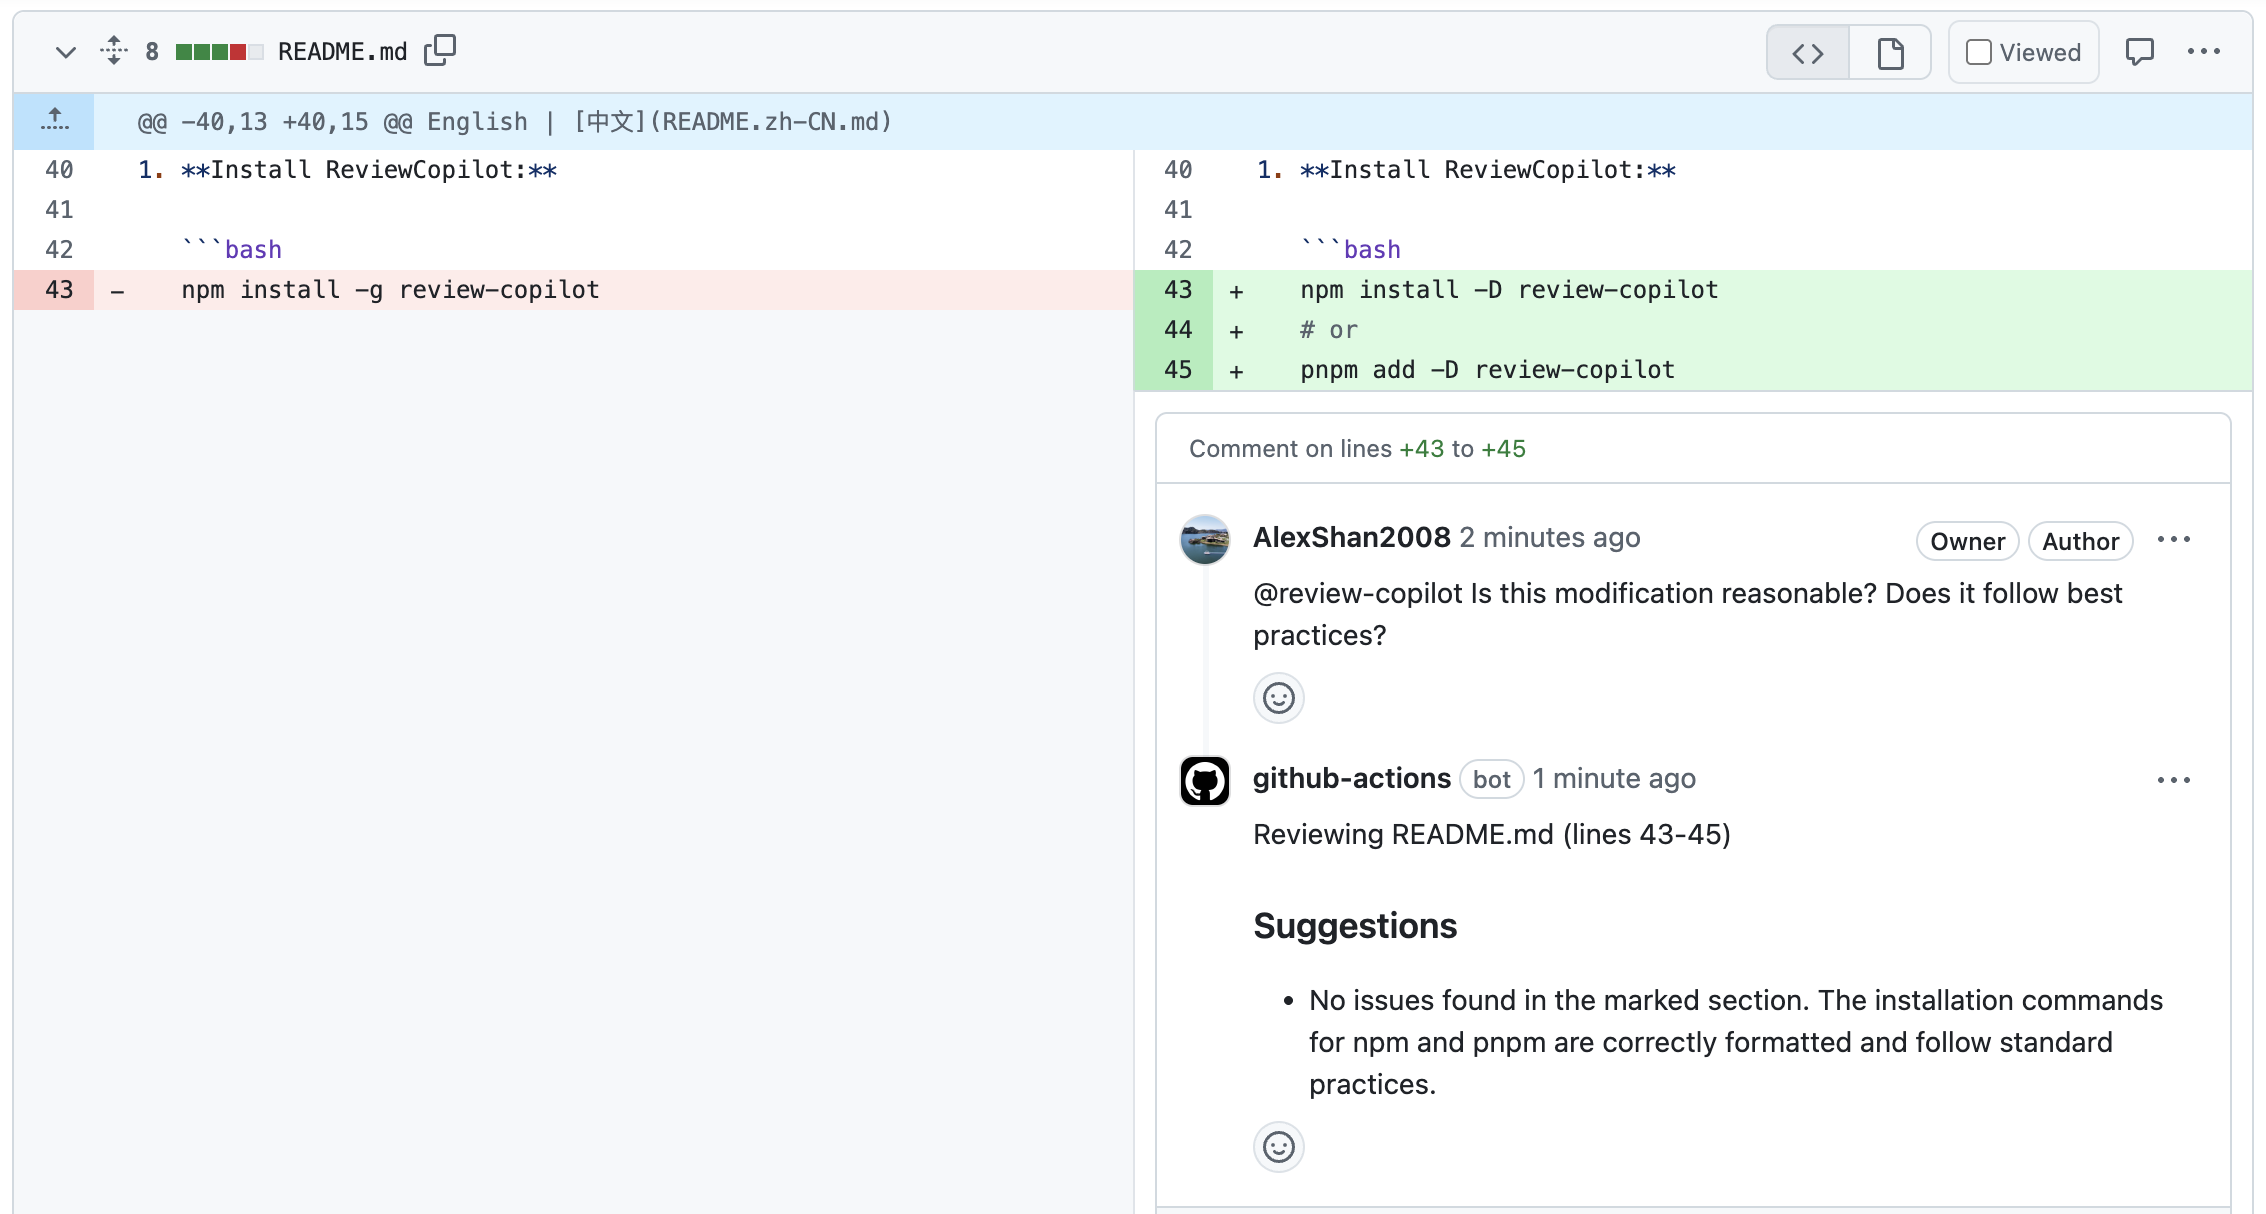 8 README.md
Viewed
@@ -40,13 +40,15 @@ English | [中文](README.zh-CN.md)
40 1. **Install ReviewCopilot:**
41
42 ```bash
43 - npm install -g review-copilot
40 1. **Install ReviewCopilot:**
41
42 ```bash
43 + npm install -D review-copilot
44 + # or
45 + pnpm add -D review-copilot
Comment on lines +43 to +45
AlexShan2008 2 minutes ago Owner Author
@review-copilot Is this modification reasonable? Does it follow best
practices?
github-actions bot 1 minute ago
Reviewing README.md (lines 43-45)
Suggestions
• No issues found in the marked section. The installation commands
for npm and pnpm are correctly formatted and follow standard
practices.